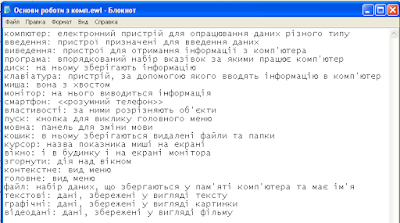 Основи роботи з комп.ewl - Блокнот
Файл Правка Формат Вид Справка
компютер: електронний пристрій для опрацювання даних різного типу
введення: пристрої призначені для введення даних
виведення: пристрої для отримання інформації з комп'ютера
програма: впорядкований набір вказівок за якими працює комп'ютер
диск: на ньому зберігають інформацію
клавіатура: пристрій, за допомогою якого вводять інформацію в комп'ютер
миша: вона з хвостом
монітор: на нього виводиться інформація
смартфон: <<розумний телефон>>
властивості: за ними розрізняють об'єкти
пуск: кнопка для виклику головного меню
мовна: панель для зміни мови
кошик: в ньому зберігаються видалені файли та папки
курсор: назва показника миші на екрані
вікно: і в будинку і на екрані монітора
згорнути: дія над вікном
контекстне: вид меню
головне: вид меню
файл: набір даних, що збергаються у пам'яті комп'ютера та має ім'я
текстові: дані, збережені у вигляді тексту
графічні: дані, збережені у вигляді картинки
відеодані: дані, збережені у вигляді фільму